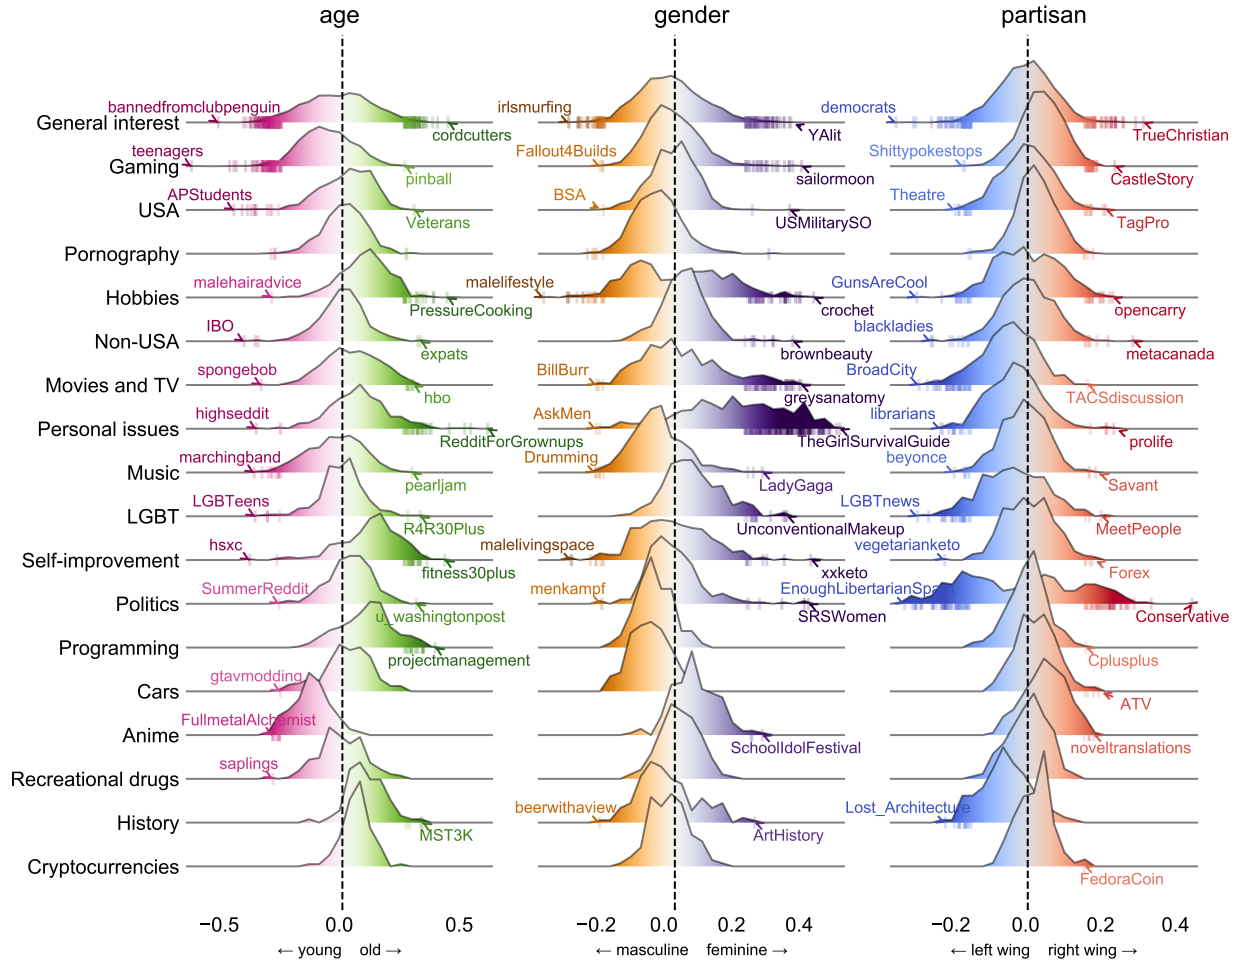 age gender partisan
bannedfromclubpenguin irlsmurfing democrats
General interest cordcutters YAlit TrueChristian
teenagers Fallout4Builds Shittypokestops
Gaming pinball sailormoon CastleStory
APStudents BSA Theatre
USA Veterans USMilitarySO TagPro
Pornography
malehairadvice malelifestyle GunsAreCool
Hobbies PressureCooking crochet opencarry
IBO blackladies
Non-USA expats brownbeauty metacanada
spongebob BillBurr BroadCity
Movies and TV hbo greysanatomy TACSdiscussion
highseddit AskMen librarians
Personal issues RedditForGrownups TheGirlSurvivalGuide prolife
marchingband Drumming beyonce
Music pearljam LadyGaga Savant
LGBTeens LGBTnews
LGBT R4R30Plus UnconventionalMakeup MeetPeople
hsxc malelivingspace vegetarianketo
Self-improvement fitness30plus xxketo Forex
SummerReddit menkampf EnoughLibertarianSpam
Politics u_washingtonpost SRSWomen Conservative
Programming projectmanagement Cplusplus
gtavmodding
Cars ATV
FullmetalAlchemist
Anime SchoolIdolFestival noveltranslations
saplings
Recreational drugs
beerwithaview Lost_Architecture
History MST3K ArtHistory
Cryptocurrencies FedoraCoin
−0.5 0.0 0.5 −0.2 0.0 0.2 0.4 −0.2 0.0 0.2 0.4
← young old → ← masculine feminine → ← left wing right wing →